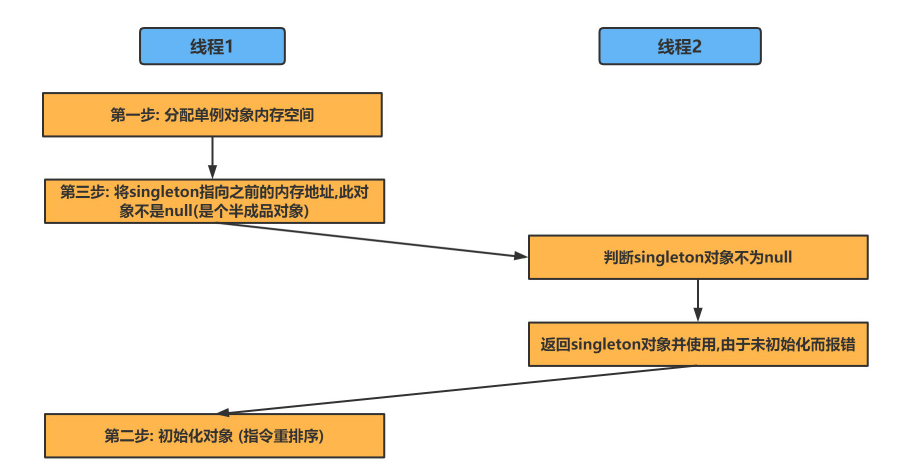 线程1
线程2
第一步: 分配单例对象内存空间
第三步: 将singleton指向之前的内存地址,此对
象不是null(是个半成品对象)
判断singleton对象不为null
返回singleton对象并使用,由于未初始化而报错
第二步: 初始化对象 (指令重排序)